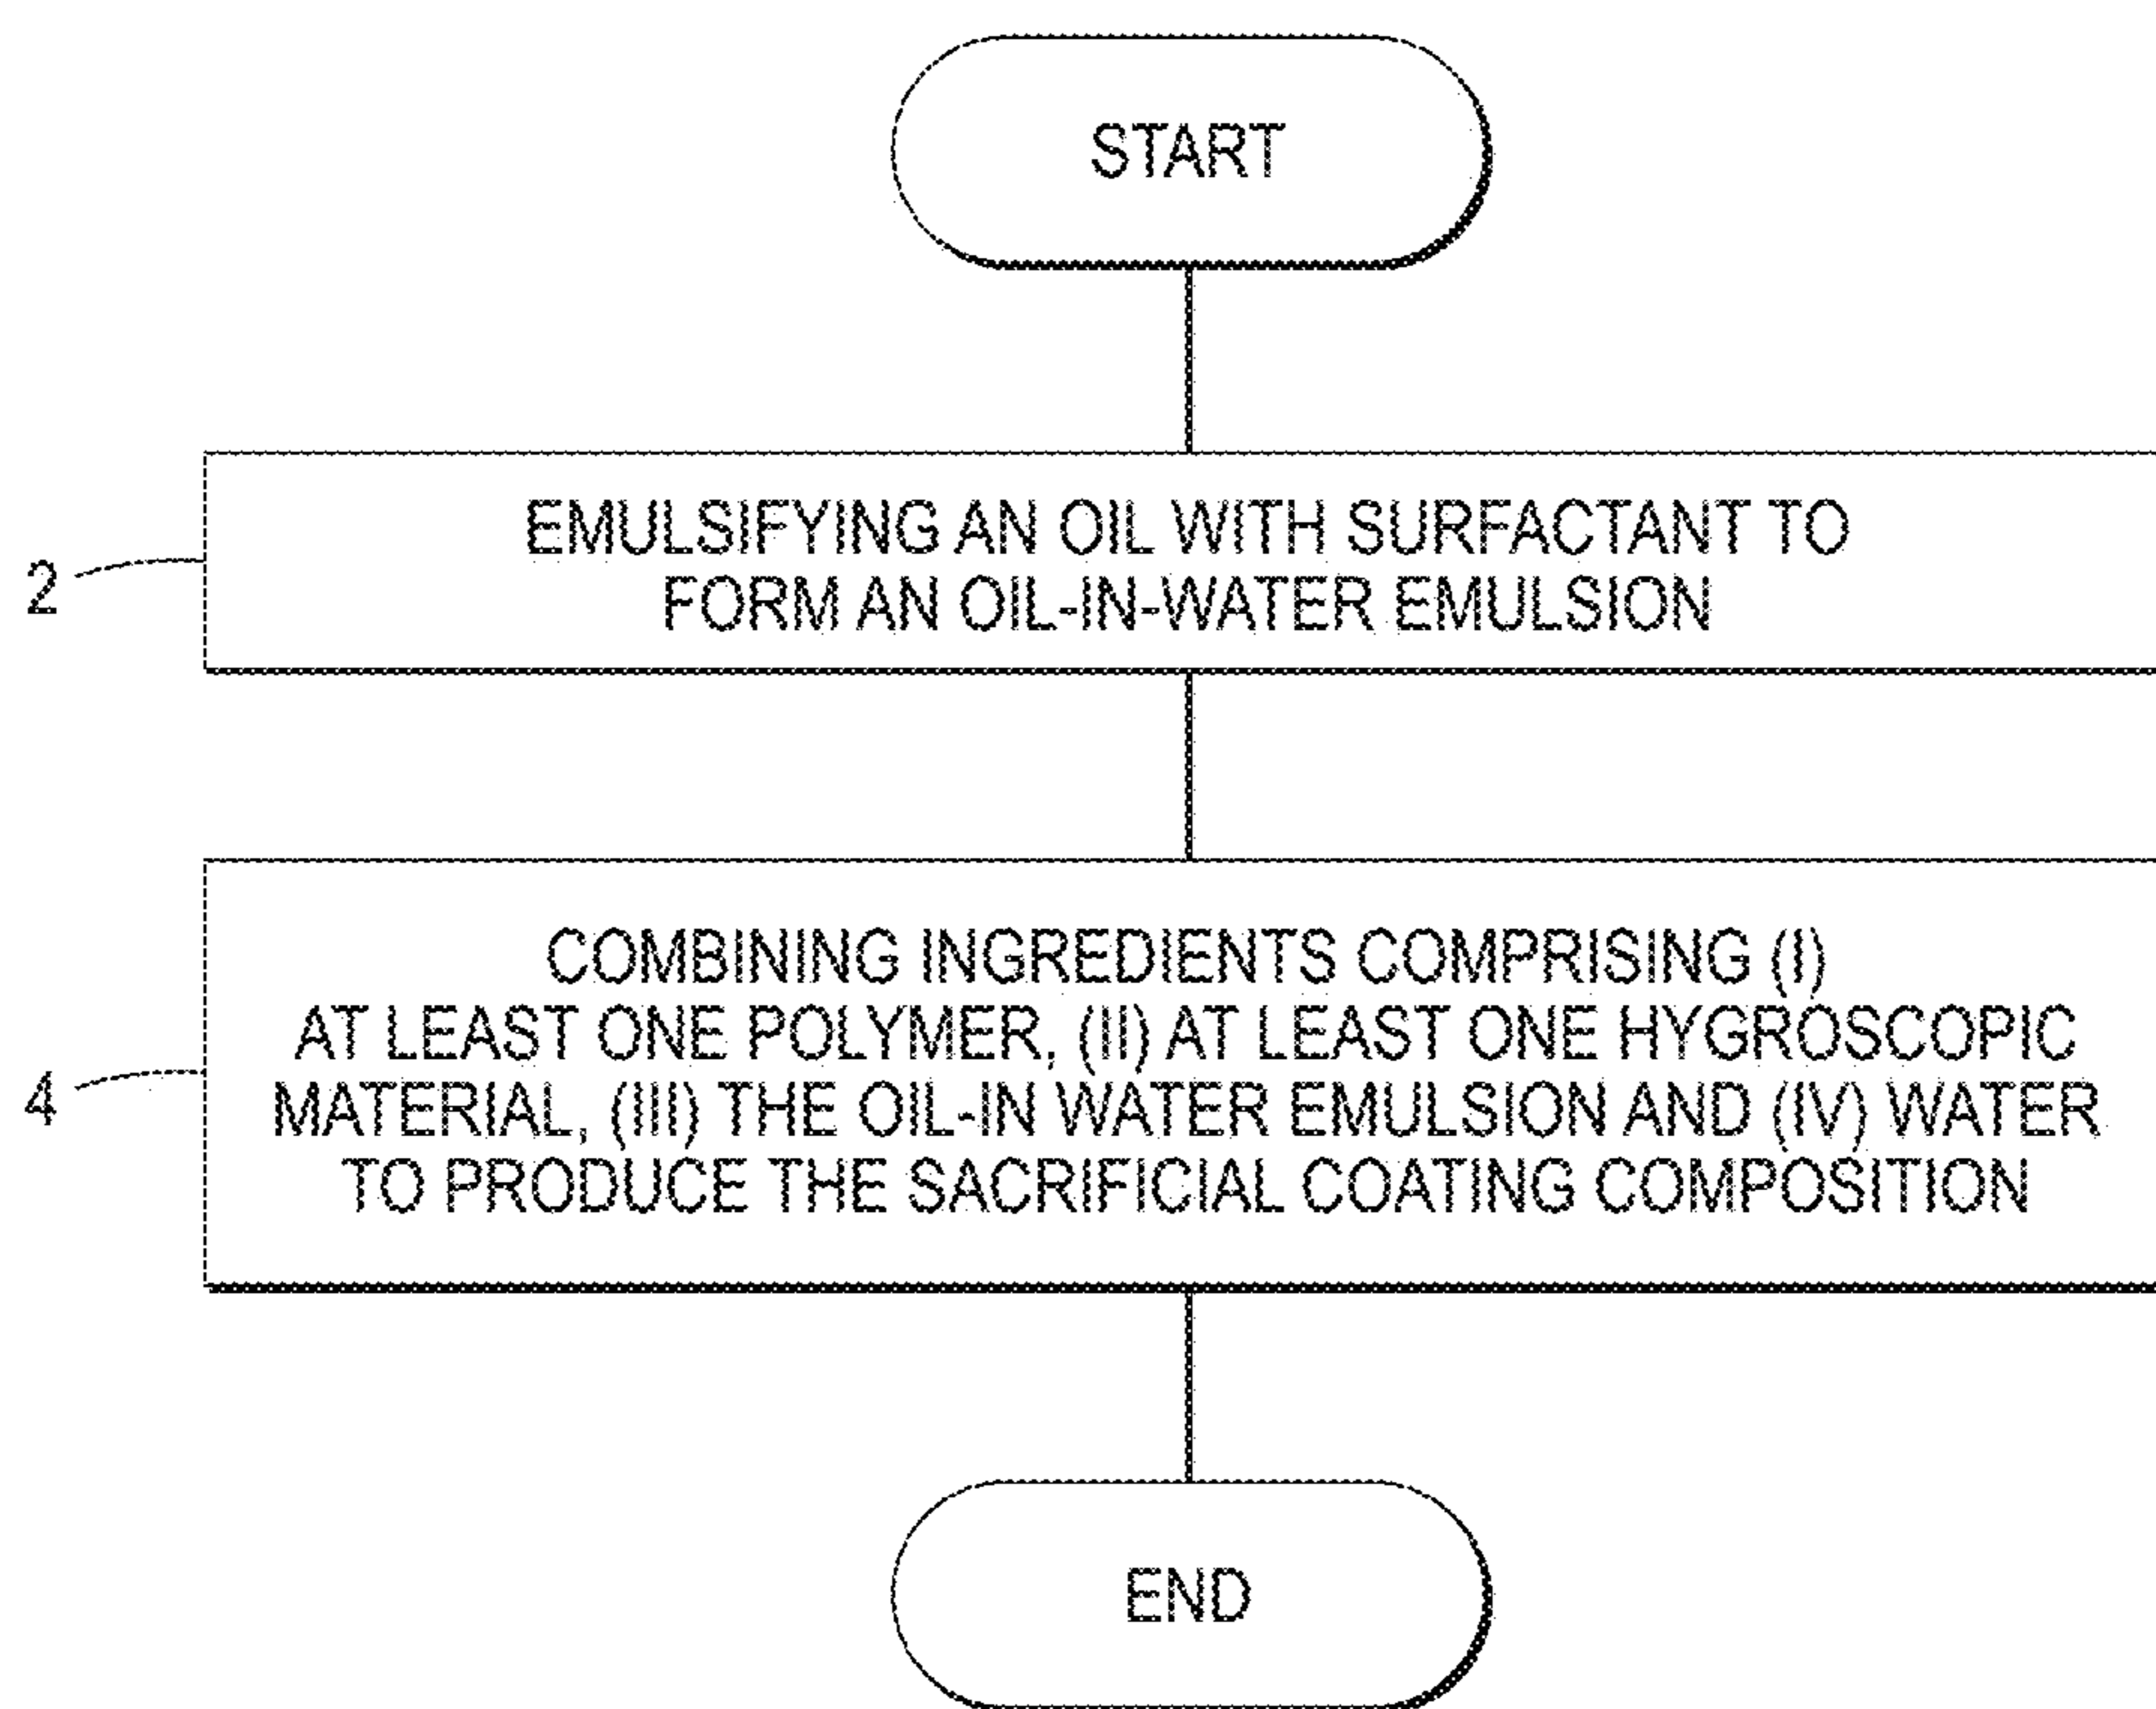 START
2
EMULSIFYING AN OIL WITH SURFACTANT TO
FORM AN OIL-IN-WATER EMULSION
4
COMBINING INGREDIENTS COMPRISING (I)
AT LEAST ONE POLYMER, (II) AT LEAST ONE HYGROSCOPIC
MATERIAL, (III) THE OIL-IN WATER EMULSION AND (IV) WATER
TO PRODUCE THE SACRIFICIAL COATING COMPOSITION
END